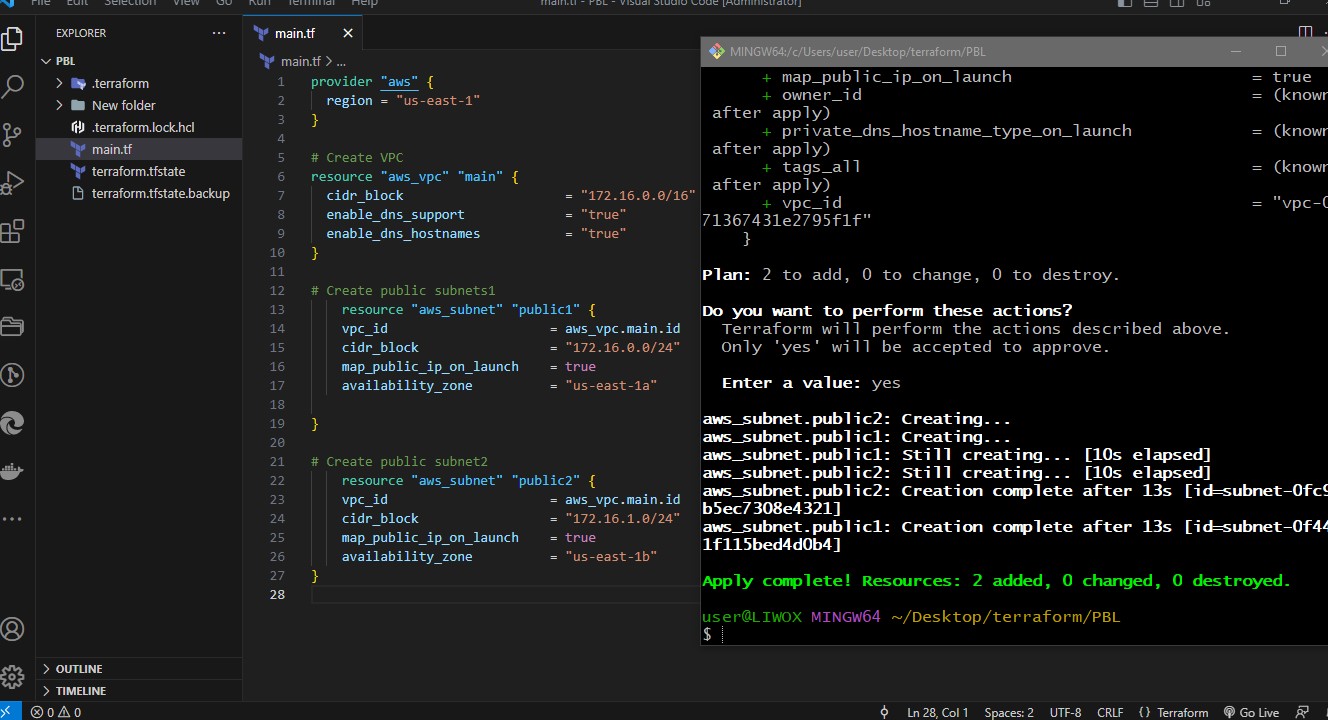 File Edit Selection View Go Run Terminal Help
main.tf - PBL - Visual Studio Code [Administrator]
EXPLORER
PBL
.terraform
New folder
.terraform.lock.hcl
main.tf
terraform.tfstate
terraform.tfstate.backup
OUTLINE
TIMELINE
main.tf
main.tf > ...
1 provider "aws" {
2 region = "us-east-1"
3 }
4
5 # Create VPC
6 resource "aws_vpc" "main" {
7 cidr_block = "172.16.0.0/16"
8 enable_dns_support = "true"
9 enable_dns_hostnames = "true"
10 }
11
12 # Create public subnets1
13 resource "aws_subnet" "public1" {
14 vpc_id = aws_vpc.main.id
15 cidr_block = "172.16.0.0/24"
16 map_public_ip_on_launch = true
17 availability_zone = "us-east-1a"
18
19 }
20
21 # Create public subnet2
22 resource "aws_subnet" "public2" {
23 vpc_id = aws_vpc.main.id
24 cidr_block = "172.16.1.0/24"
25 map_public_ip_on_launch = true
26 availability_zone = "us-east-1b"
27 }
28
MINGW64:/c/Users/user/Desktop/terraform/PBL
+ map_public_ip_on_launch = true
+ owner_id = (known
after apply)
+ private_dns_hostname_type_on_launch = (known
after apply)
+ tags_all = (known
after apply)
+ vpc_id = "vpc-0
71367431e2795f1f"
}
Plan: 2 to add, 0 to change, 0 to destroy.
Do you want to perform these actions?
Terraform will perform the actions described above.
Only 'yes' will be accepted to approve.
Enter a value: yes
aws_subnet.public2: Creating...
aws_subnet.public1: Creating...
aws_subnet.public1: Still creating... [10s elapsed]
aws_subnet.public2: Still creating... [10s elapsed]
aws_subnet.public2: Creation complete after 13s [id=subnet-0fc9
b5ec7308e4321]
aws_subnet.public1: Creation complete after 13s [id=subnet-0f44
1f115bed4d0b4]
Apply complete! Resources: 2 added, 0 changed, 0 destroyed.
user@LIWOX MINGW64 ~/Desktop/terraform/PBL
$
0 0
Ln 28, Col 1 Spaces: 2 UTF-8 CRLF {} Terraform Go Live